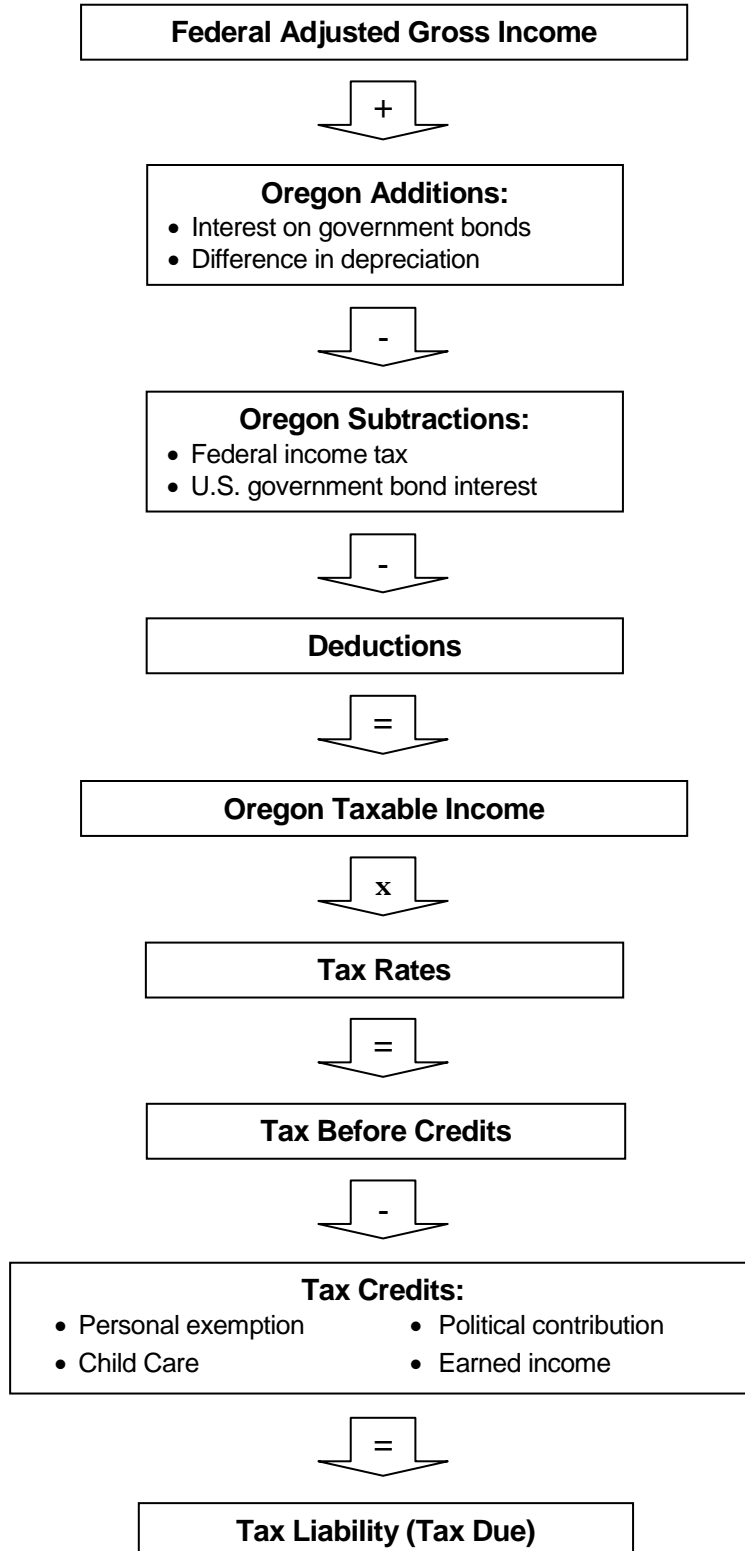 Federal Adjusted Gross Income
+
Oregon Additions:
• Interest on government bonds
• Difference in depreciation
-
Oregon Subtractions:
• Federal income tax
• U.S. government bond interest
-
Deductions
=
Oregon Taxable Income
x
Tax Rates
=
Tax Before Credits
-
Tax Credits:
• Personal exemption • Political contribution
• Child Care • Earned income
=
Tax Liability (Tax Due)